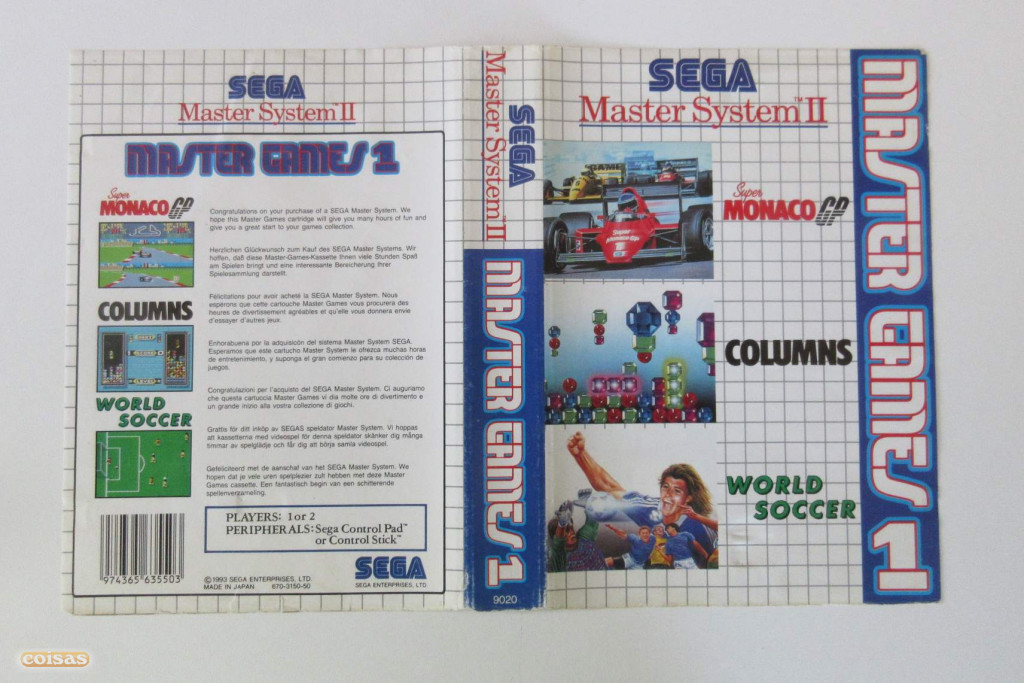 SEGA
Master System™ II
MASTER GAMES 1
Super
MONACO GP
COLUMNS
WORLD
SOCCER
Congratulations on your purchase of a SEGA Master System. We
hope this Master Games cartridge will give you many hours of fun and
give you a great start to your games collection.
Herzlichen Glückwunsch zum Kauf des SEGA Master Systems. Wir
hoffen, daß diese Master-Games-Kassette Ihnen viele Stunden Spaß
am Spielen bringt und eine interessante Bereicherung Ihrer
Spielesammlung darstellt.
Félicitations pour avoir acheté la SEGA Master System. Nous
espérons que cette cartouche Master Games vous procurera des
heures de divertissement agréables et qu'elle vous donnera envie
d'essayer d'autres jeux.
Enhorabuena por la adquisición del sistema Master System SEGA.
Esperamos que este cartucho Master System le ofrezca muchas horas
de entretenimiento, y suponga el gran comienzo para su colección de
juegos.
Congratulazioni per l'acquisto del SEGA Master System. Ci auguriamo
che questa cartuccia Master Games vi dia molte ore di divertimento e
un grande inizio alla vostra collezione di giochi.
Grattis för ditt inköp av SEGAS speldator Master System. Vi hoppas
att kassetterna med videospel för denna speldator skänker dig många
timmar av spelglädje och får dig att börja samla videospel.
Gefeliciteerd met de aanschaf van het SEGA Master System. We
hopen dat je vele uren spelplezier zult hebben met deze Master
Games cassette. Een fantastisch begin van een schitterende
spellenverzameling.
PLAYERS: 1 or 2
PERIPHERALS: Sega Control Pad™
or Control Stick™
974365 635503
©1993 SEGA ENTERPRISES, LTD.
MADE IN JAPAN 670-3150-50
SEGA
SEGA ENTERPRISES, LTD.
Master System™ II
SEGA
MASTER GAMES 1
9020
SEGA
Master System™ II
Super
Monaco GP
Super
MONACO GP
COLUMNS
WORLD
SOCCER
MASTER GAMES 1
coisas